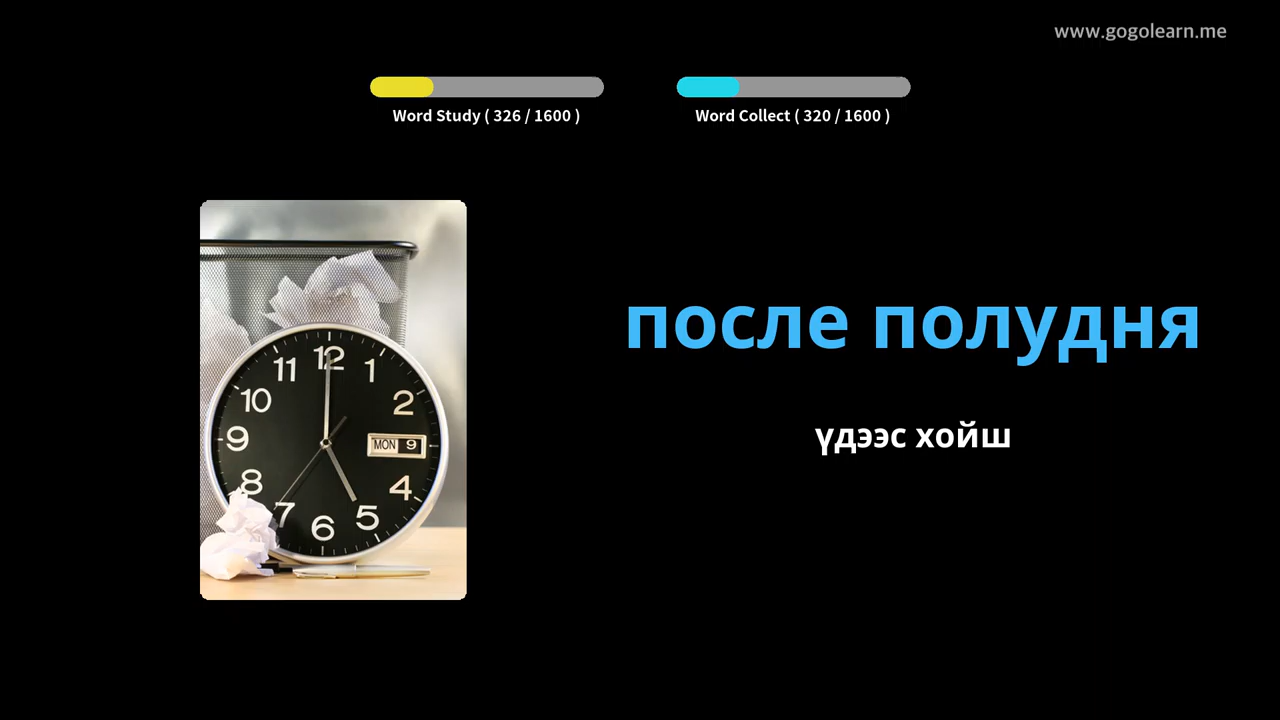 www.gogolearn.me
Word Study ( 326 / 1600 )
Word Collect ( 320 / 1600 )
после полудня
үдээс хойш
12
11
1
10
2
9
MON 9
8
4
7
5
6